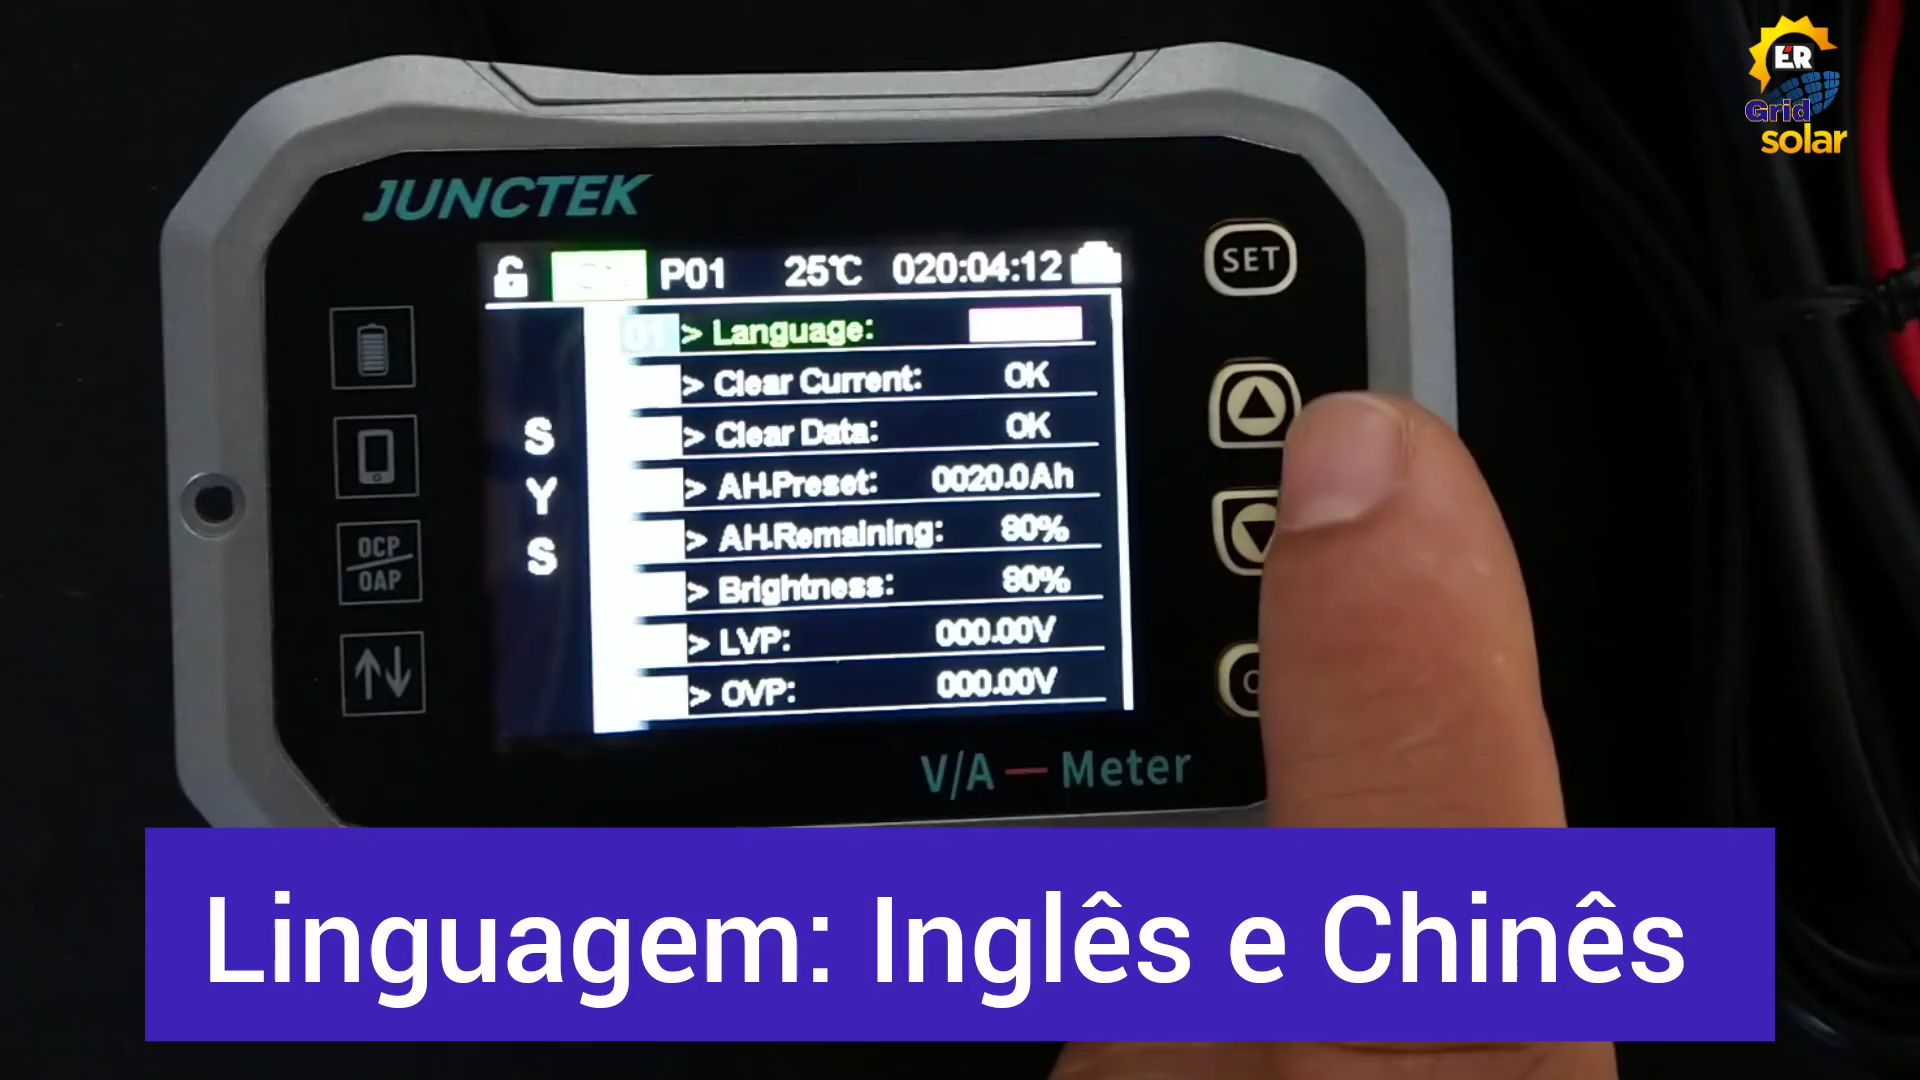 ER
Grid
solar
JUNCTEK
SET
P01 25℃ 020:04:12
01 > Language:
> Clear Current: OK
> Clear Data: OK
> AH.Preset: 0020.0Ah
> AH.Remaining: 80%
> Brightness: 80%
> LVP: 000.00V
> OVP: 000.00V
SYS
OCP
OAP
V/A — Meter
Linguagem: Inglês e Chinês